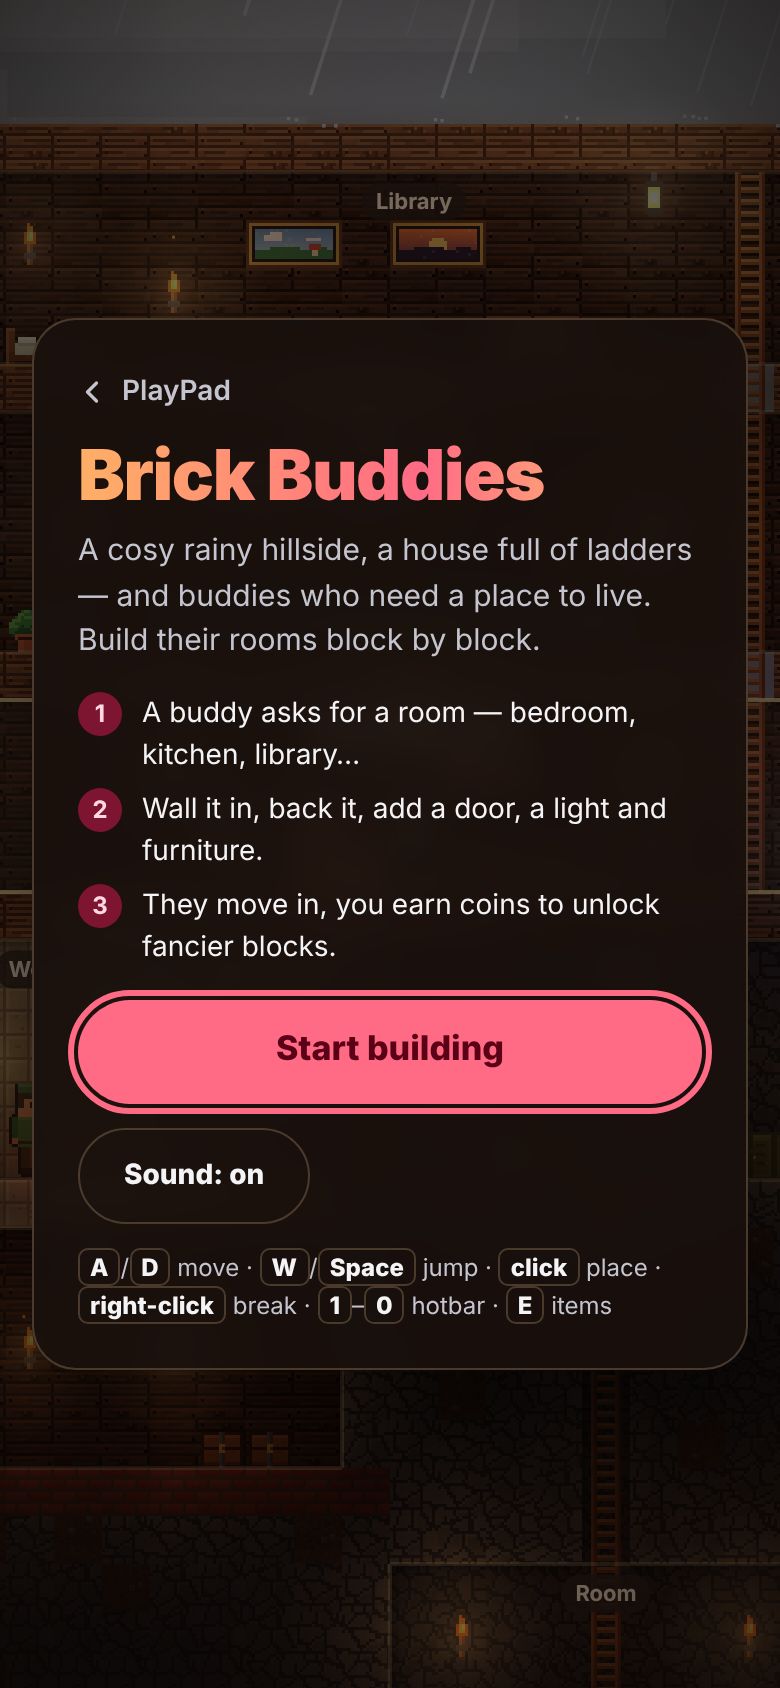 Library
PlayPad
Brick Buddies
A cosy rainy hillside, a house full of ladders
— and buddies who need a place to live.
Build their rooms block by block.
1 A buddy asks for a room — bedroom,
kitchen, library...
2 Wall it in, back it, add a door, a light and
furniture.
3 They move in, you earn coins to unlock
fancier blocks.
Start building
Sound: on
A/D move · W/Space jump · click place ·
right-click break · 1–0 hotbar · E items
Room